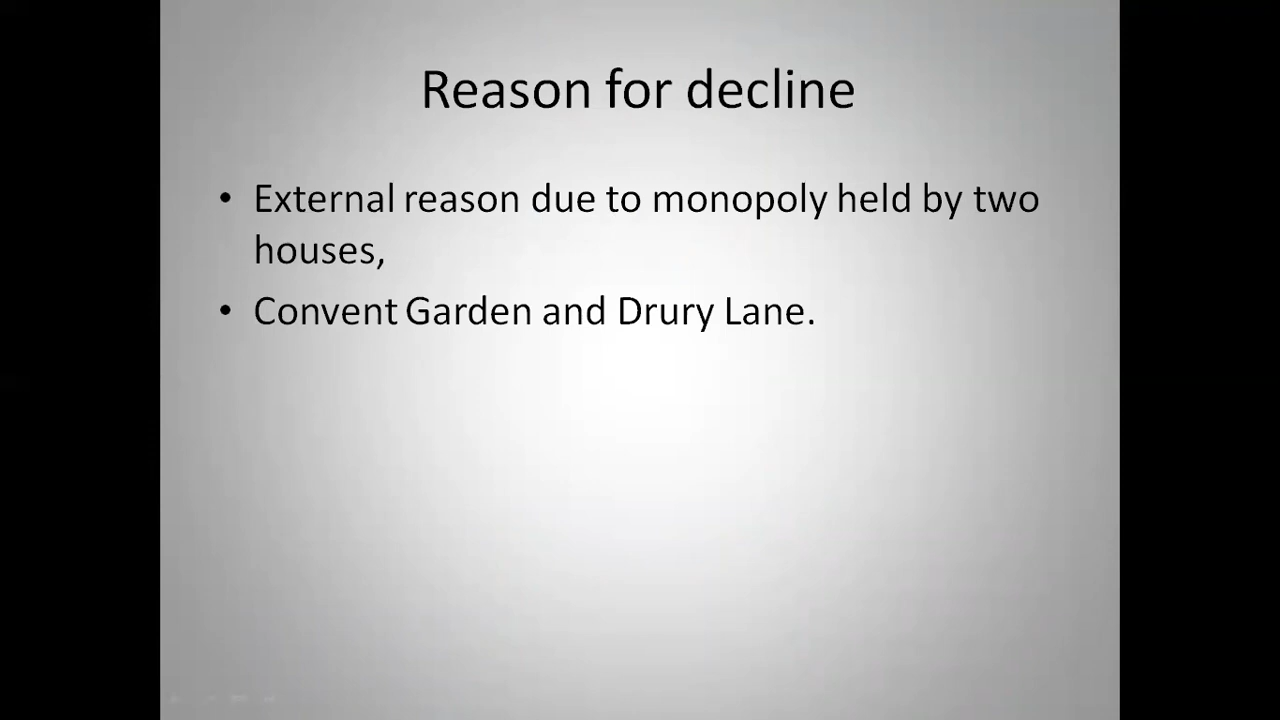 Reason for decline
• External reason due to monopoly held by two
houses,
• Convent Garden and Drury Lane.